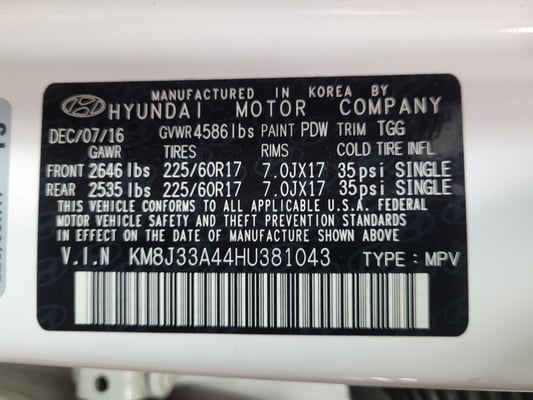 MANUFACTURED IN KOREA BY
HYUNDAI MOTOR COMPANY
DEC/07/16 GVWR 4586lbs PAINT PDW TRIM TGG
GAWR TIRES RIMS COLD TIRE INFL
FRONT 2646 lbs 225/60R17 7.0JX17 35psi SINGLE
REAR 2535 lbs 225/60R17 7.0JX17 35psi SINGLE
THIS VEHICLE CONFORMS TO ALL APPLICABLE U.S.A. FEDERAL
MOTOR VEHICLE SAFETY AND THEFT PREVENTION STANDARDS
IN EFFECT ON THE DATE OF MANUFACTURE SHOWN ABOVE.
V.I.N KM8J33A44HU381043 TYPE : MPV